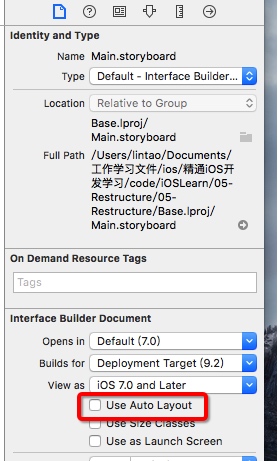 Identity and Type
Name Main.storyboard
Type Default - Interface Builder...
Location Relative to Group
Base.lproj/
Main.storyboard
Full Path /Users/lintao/Documents/
工作学习文件/ios/精通iOS开
发学习/code/iOSLearn/05-
Restructure/05-
Restructure/Base.lproj/
Main.storyboard
On Demand Resource Tags
Tags
Interface Builder Document
Opens in Default (7.0)
Builds for Deployment Target (9.2)
View as iOS 7.0 and Later
Use Auto Layout
Use Size Classes
Use as Launch Screen